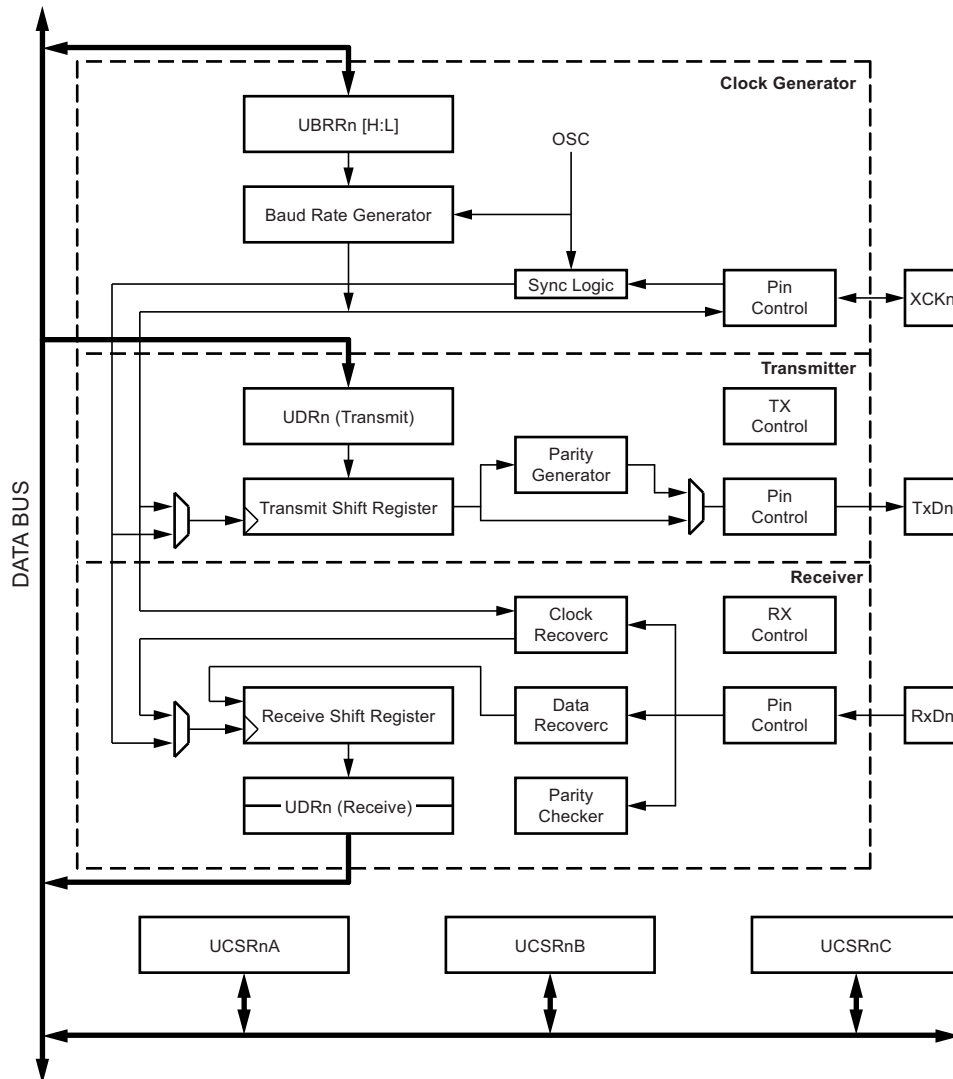 Clock Generator
UBRRn [H:L]
OSC
Baud Rate Generator
Sync Logic
Pin
Control
XCKn
Transmitter
UDRn (Transmit)
TX
Control
Parity
Generator
Transmit Shift Register
Pin
Control
TxDn
DATA BUS
Receiver
Clock
Recoverc
RX
Control
Receive Shift Register
Data
Recoverc
Pin
Control
RxDn
UDRn (Receive)
Parity
Checker
UCSRnA
UCSRnB
UCSRnC